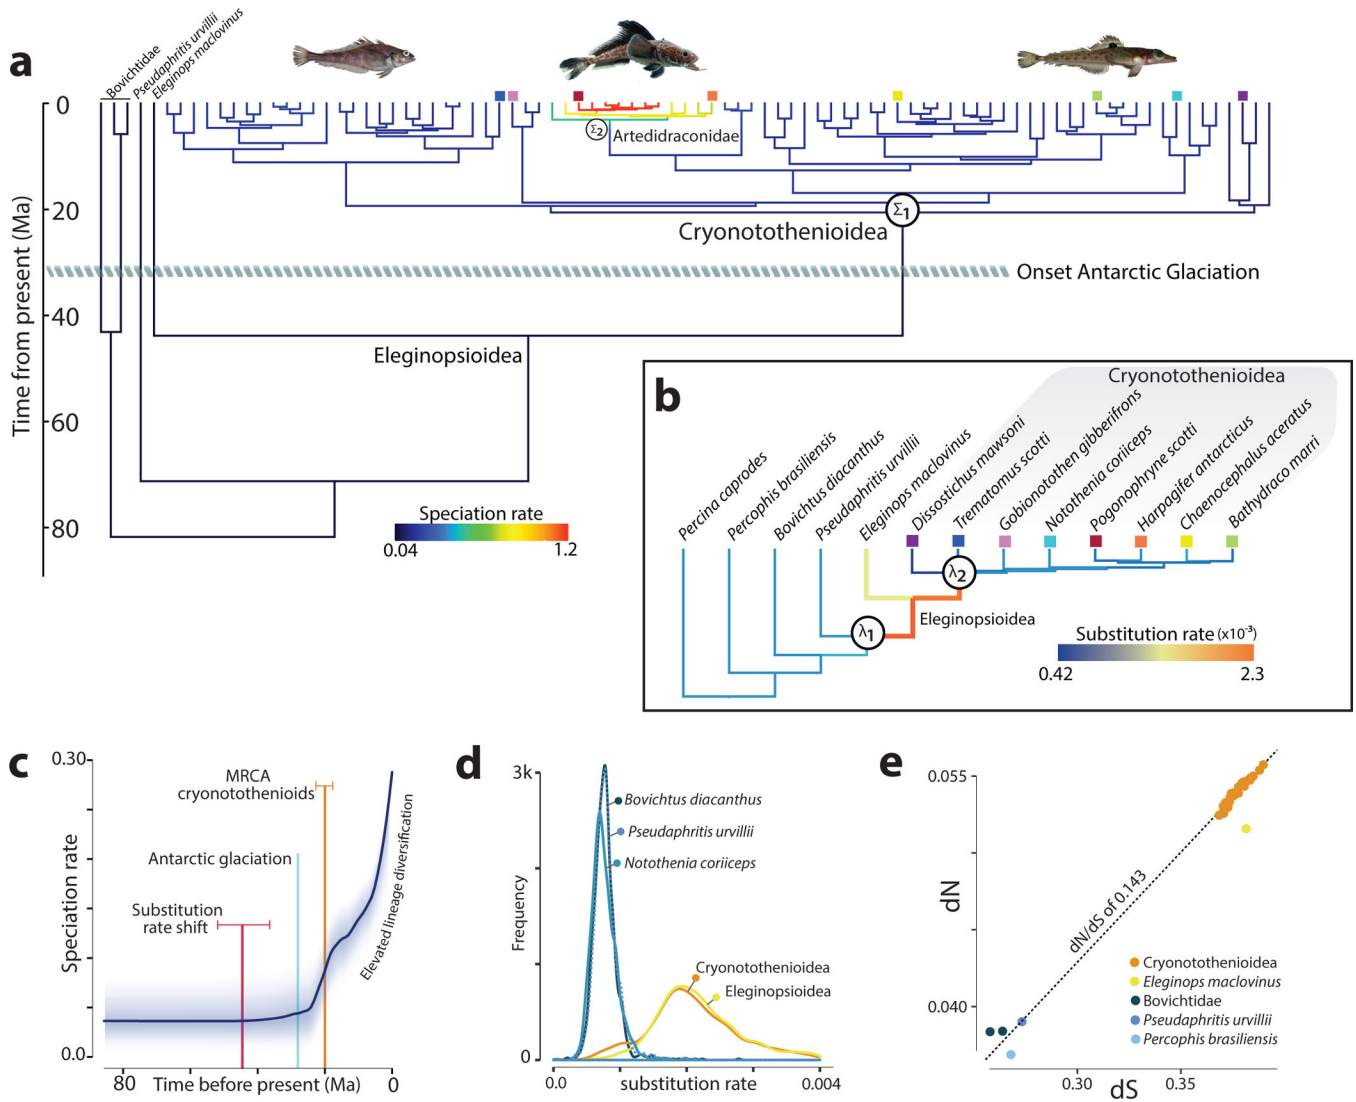 a
Bovichtidae
Pseudaphritis urvillii
Eleginops maclovinus
0
20
40
60
80
Time from present (Ma)
Σ2
Artedidraconidae
Σ1
Cryonotothenioidea
Onset Antarctic Glaciation
Eleginopsioidea
Speciation rate
0.04
1.2
b
Cryonotothenioidea
Percina caprodes
Percophis brasiliensis
Bovichtus diacanthus
Pseudaphritis urvillii
Eleginops maclovinus
Dissostichus mawsoni
Trematomus scotti
Gobionotothen gibberifrons
Notothenia coriiceps
Pogonophryne scotti
Harpagifer antarcticus
Chaenocephalus aceratus
Bathydraco marri
λ2
λ1
Eleginopsioidea
Substitution rate (x10⁻³)
0.42
2.3
c
0.30
0.0
Speciation rate
MRCA
cryonotothenioids
Antarctic glaciation
Substitution
rate shift
Elevated lineage diversification
80
Time before present (Ma)
0
d
3k
0
Frequency
Bovichtus diacanthus
Pseudaphritis urvillii
Notothenia coriiceps
Cryonotothenioidea
Eleginopsioidea
0.0
substitution rate
0.004
e
0.055
0.040
dN
dN/dS of 0.143
Cryonotothenioidea
Eleginops maclovinus
Bovichtidae
Pseudaphritis urvillii
Percophis brasiliensis
0.30
0.35
dS